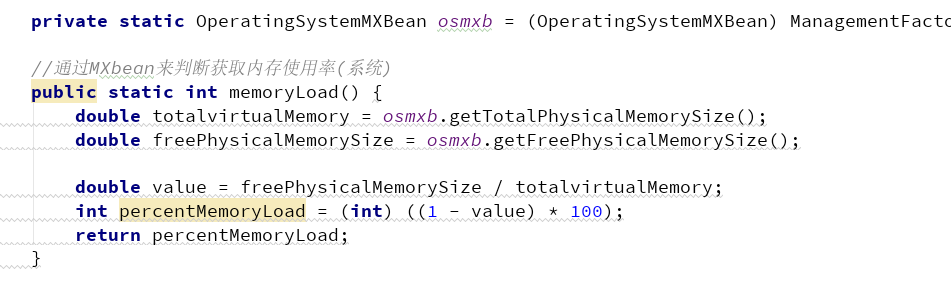 private static OperatingSystemMXBean osmxb = (OperatingSystemMXBean) ManagementFacto
//通过MXbean来判断获取内存使用率(系统)
public static int memoryLoad() {
double totalvirtualMemory = osmxb.getTotalPhysicalMemorySize();
double freePhysicalMemorySize = osmxb.getFreePhysicalMemorySize();
double value = freePhysicalMemorySize / totalvirtualMemory;
int percentMemoryLoad = (int) ((1 - value) * 100);
return percentMemoryLoad;
}